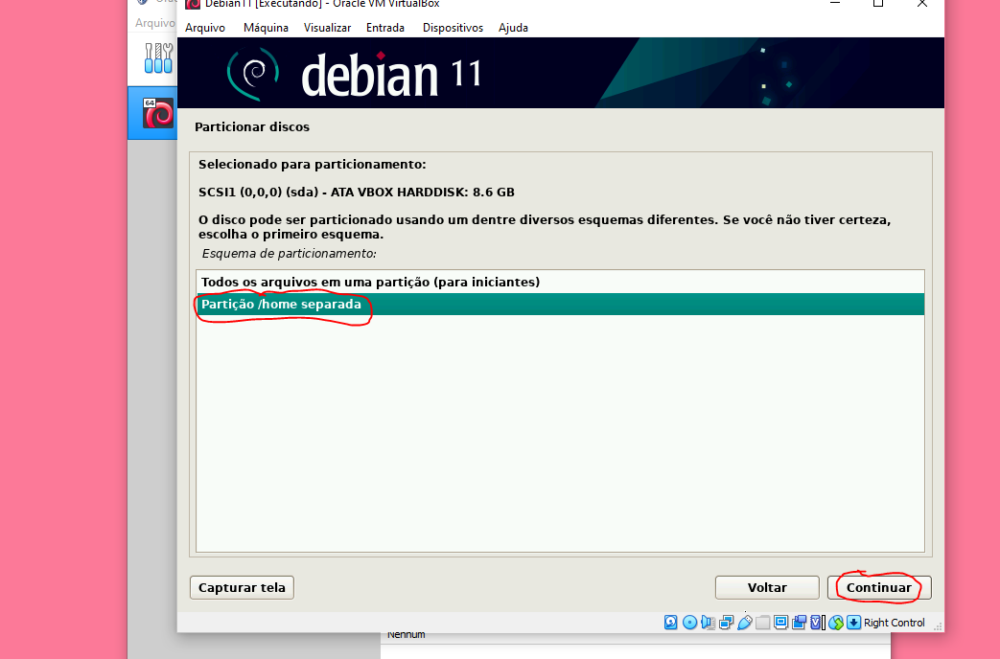 Debian11 [Executando] - Oracle VM VirtualBox
Arquivo
Arquivo Máquina Visualizar Entrada Dispositivos Ajuda
64
debian 11
Particionar discos
Selecionado para particionamento:
SCSI1 (0,0,0) (sda) - ATA VBOX HARDDISK: 8.6 GB
O disco pode ser particionado usando um dentre diversos esquemas diferentes. Se você não tiver certeza,
escolha o primeiro esquema.
Esquema de particionamento:
Todos os arquivos em uma partição (para iniciantes)
Partição /home separada
Capturar tela Voltar Continuar
Right Control
Nenhum